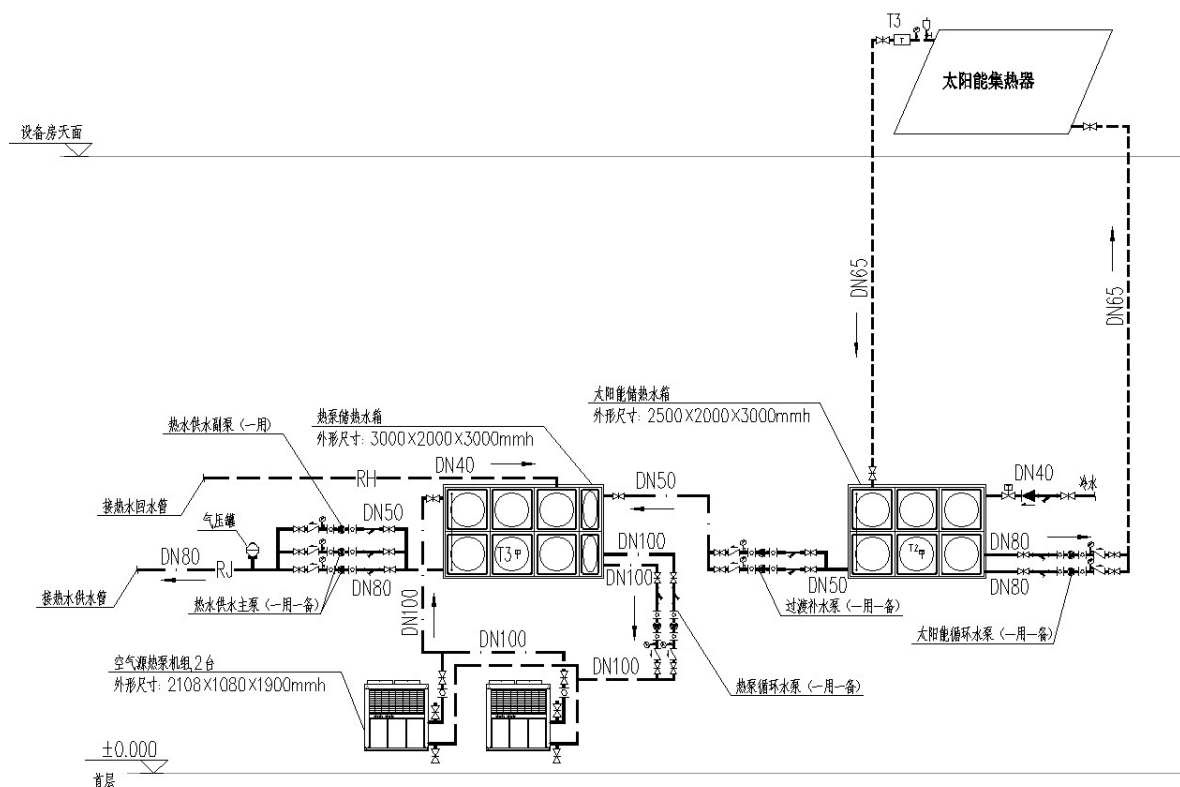 T3
太阳能集热器
设备房天面
DN65
DN65
太阳能储热水箱
外形尺寸: 2500X2000X3000mmh
热泵储热水箱
外形尺寸: 3000X2000X3000mmh
热水供水副泵 (一用)
DN40
RH
DN50
DN40
冷水
接热水回水管
气压罐
DN50
T3
DN100
T2
DN80
RJ
DN80
DN100
DN50
DN80
接热水供水管
热水供水主泵 (一用一备)
DN100
过渡补水泵 (一用一备)
太阳能循环水泵 (一用一备)
DN100
DN100
空气源热泵机组,2台
外形尺寸: 2108X1080X1900mmh
热泵循环水泵 (一用一备)
±0.000
首层